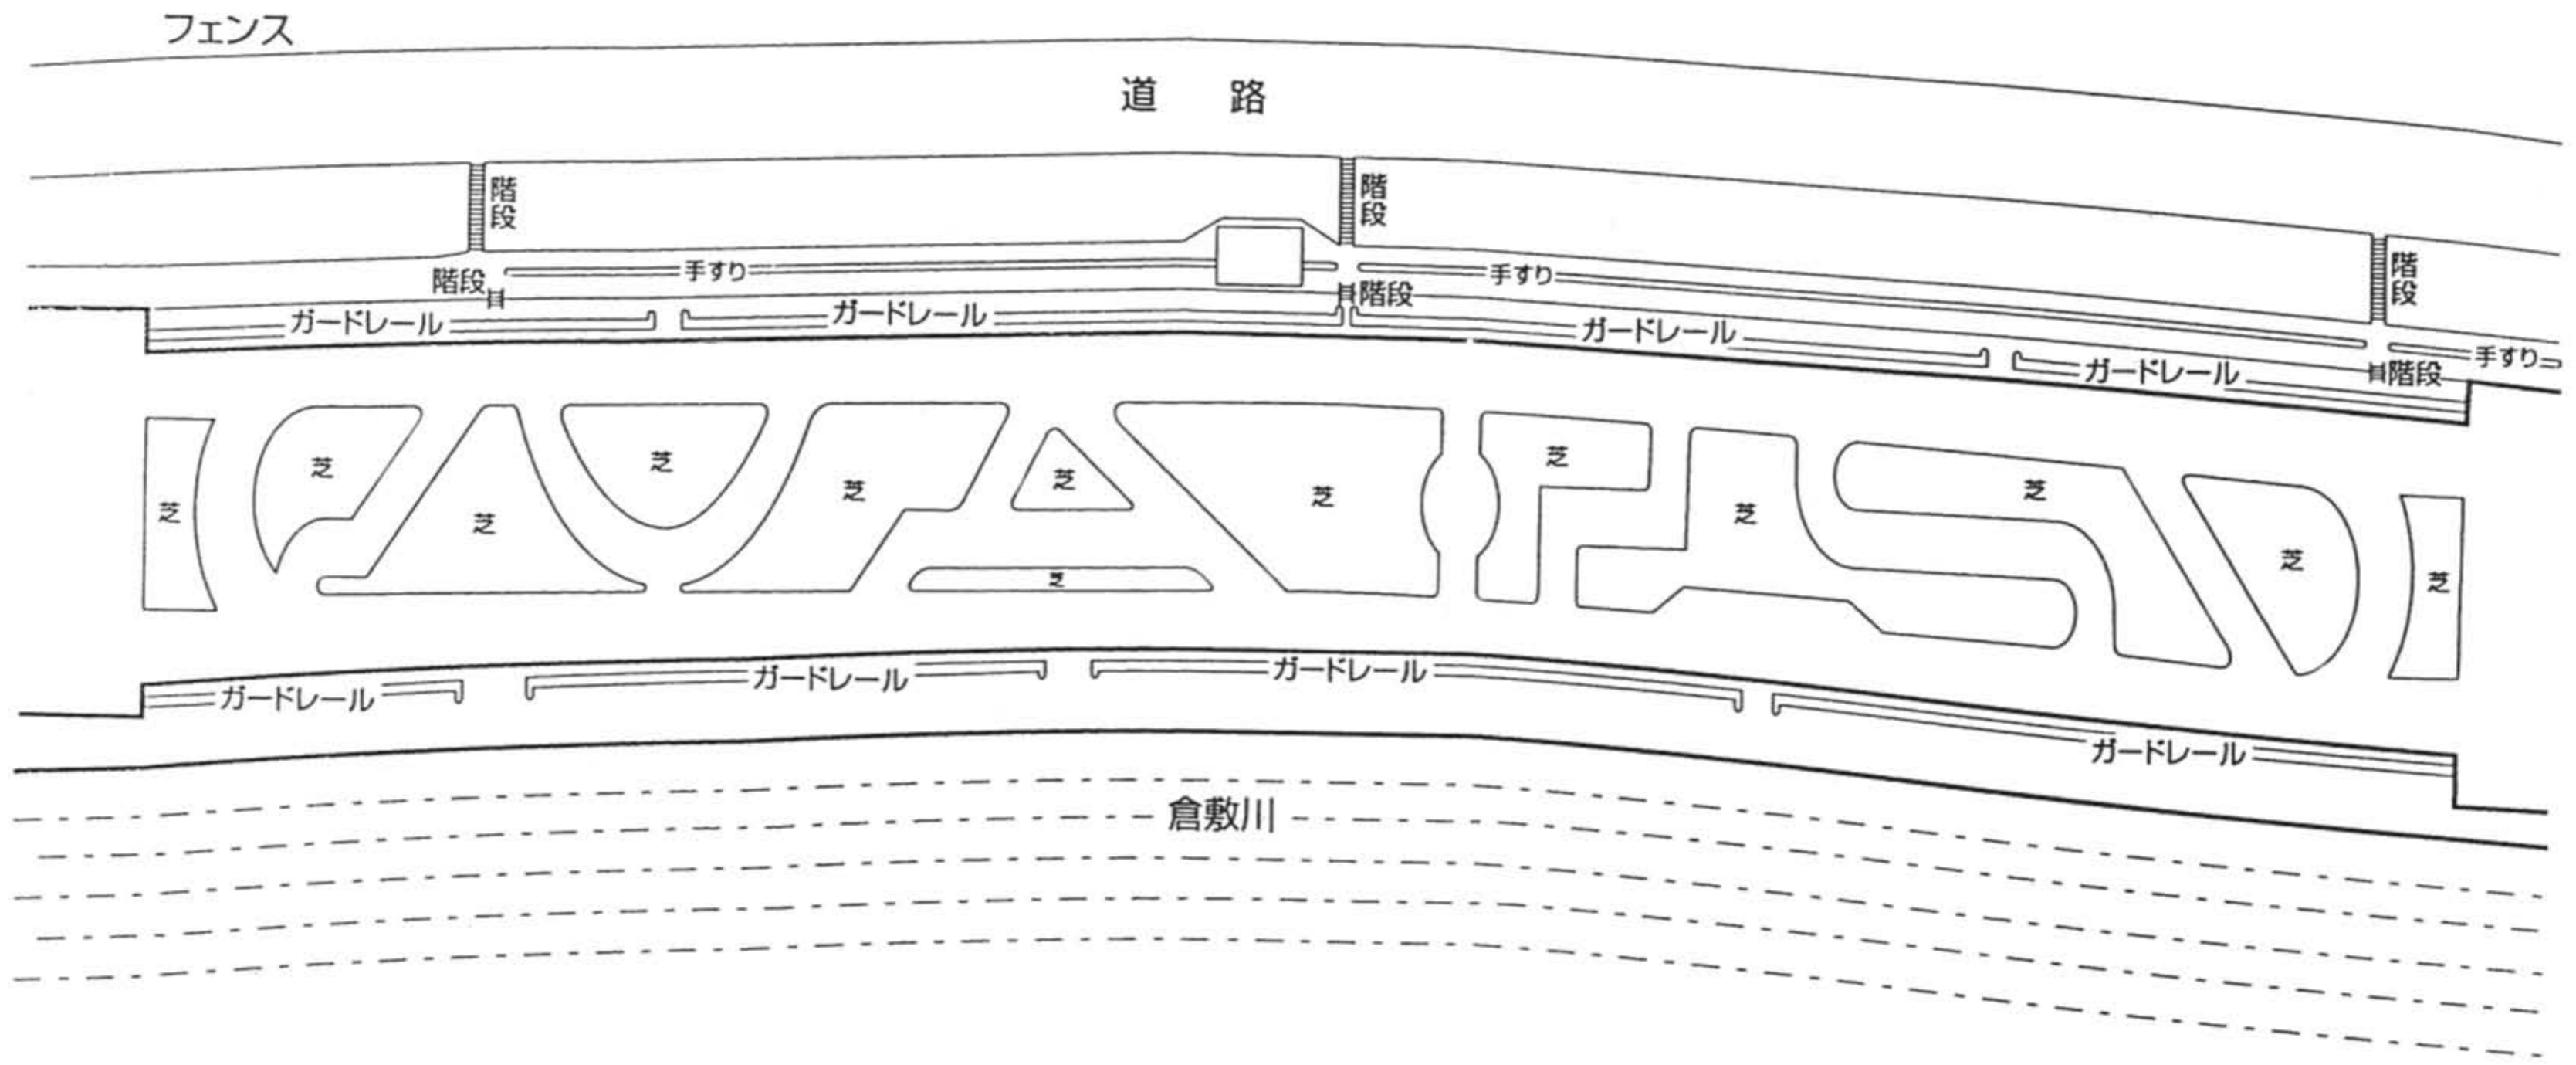 フェンス
道 路
階段
階段
階段
階段
手すり
手すり
階段
手すり
階段
ガードレール
ガードレール
ガードレール
ガードレール
芝
芝
芝
芝
芝
芝
芝
芝
芝
芝
芝
芝
芝
ガードレール
ガードレール
ガードレール
ガードレール
倉敷川